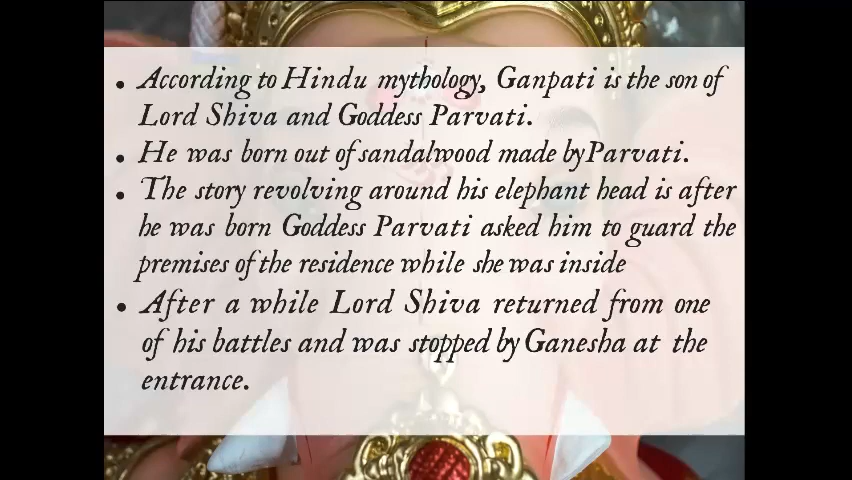 • According to Hindu mythology, Ganpati is the son of
Lord Shiva and Goddess Parvati.
• He was born out of sandalwood made by Parvati.
• The story revolving around his elephant head is after
he was born Goddess Parvati asked him to guard the
premises of the residence while she was inside
• After a while Lord Shiva returned from one
of his battles and was stopped by Ganesha at the
entrance.